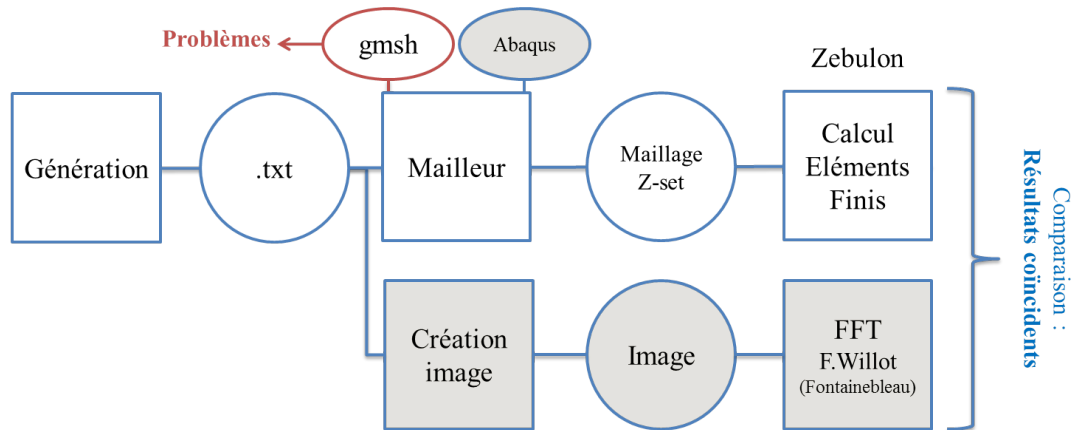 Problèmes
gmsh
Abaqus
Zebulon
Génération
.txt
Mailleur
Maillage
Z-set
Calcul
Eléments
Finis
Création
image
Image
FFT
F.Willot
(Fontainebleau)
Comparaison :
Résultats coïncidents